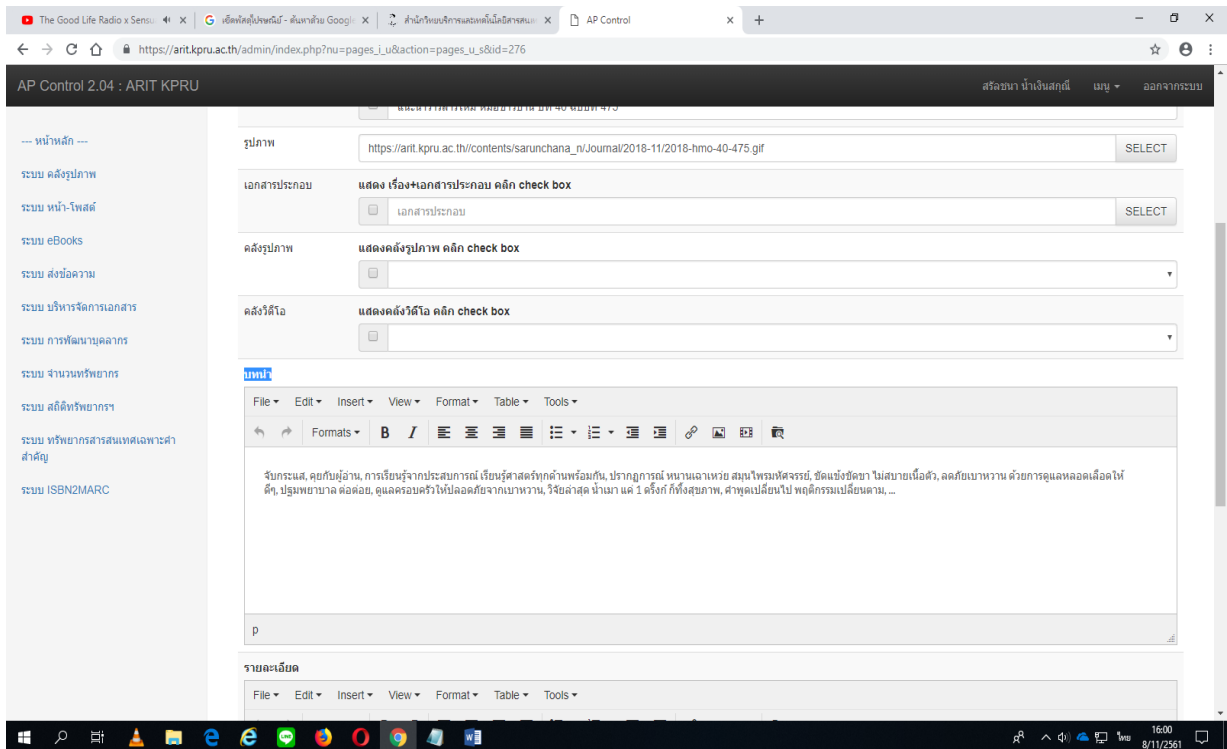 The Good Life Radio x Sensu
เช็คพัสดุไปรษณีย์ - ค้นหาด้วย Google
สำนักวิทยบริการและเทคโนโลยีสารสนเทศ
AP Control
https://arit.kpru.ac.th/admin/index.php?nu=pages_i_u&action=pages_u_s&id=276
AP Control 2.04 : ARIT KPRU
สรัลชนา น้ำเงินสกุณี
เมนู
ออกจากระบบ
--- หน้าหลัก ---
ระบบ คลังรูปภาพ
ระบบ หน้า-โพสต์
ระบบ eBooks
ระบบ ส่งข้อความ
ระบบ บริหารจัดการเอกสาร
ระบบ การพัฒนาบุคลากร
ระบบ จำนวนทรัพยากร
ระบบ สถิติทรัพยากรฯ
ระบบ ทรัพยากรสารสนเทศเฉพาะสำ
สำคัญ
ระบบ ISBN2MARC
แนะนำวารสารใหม่ หมอชาวบ้าน ปีที่ 40 ฉบับที่ 475
รูปภาพ
https://arit.kpru.ac.th//contents/sarunchana_n/Journal/2018-11/2018-hmo-40-475.gif
SELECT
เอกสารประกอบ
แสดง เรื่อง+เอกสารประกอบ คลิก check box
เอกสารประกอบ
SELECT
คลังรูปภาพ
แสดงคลังรูปภาพ คลิก check box
คลังวิดีโอ
แสดงคลังวิดีโอ คลิก check box
บทนำ
File Edit Insert View Format Table Tools
Formats B I
จับกระแส, คุยกับผู้อ่าน, การเรียนรู้จากประสบการณ์ เรียนรู้ศาสตร์ทุกด้านพร้อมกัน, ปรากฏการณ์ หนานเฉาเหว่ย สมุนไพรมหัศจรรย์, ขัดแข้งขัดขา ไม่สบายเนื้อตัว, ลดภัยเบาหวาน ด้วยการดูแลหลอดเลือดให้
ดีๆ, ปฐมพยาบาล ต่อต่อย, ดูแลครอบครัวให้ปลอดภัยจากเบาหวาน, วิจัยล่าสุด น้ำเมา แค่ 1 ดริ๊งก์ ก็ทิ้งสุขภาพ, คำพูดเปลี่ยนไป พฤติกรรมเปลี่ยนตาม, ...
p
รายละเอียด
File Edit Insert View Format Table Tools
ไทย
16:00
8/11/2561